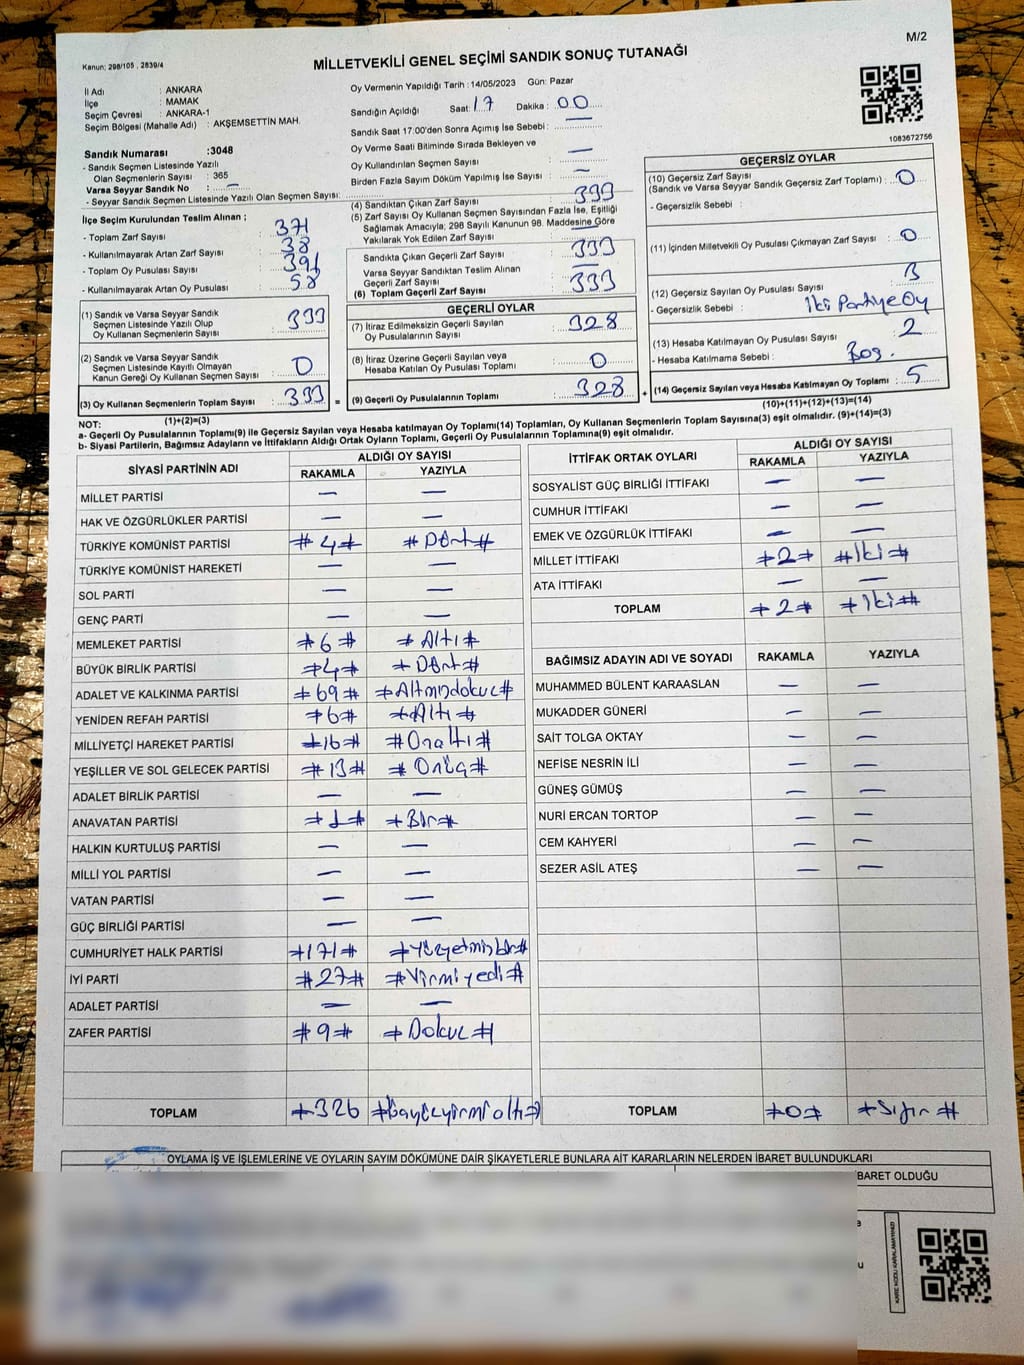 M/2
Kanun: 298/105 , 2839/4
MİLLETVEKİLİ GENEL SEÇİMİ SANDIK SONUÇ TUTANAĞI
İl Adı : ANKARA
İlçe : MAMAK
Seçim Çevresi : ANKARA-1
Seçim Bölgesi (Mahalle Adı) : AKŞEMSETTİN MAH.
Oy Vermenin Yapıldığı Tarih : 14/05/2023 Gün: Pazar
Sandığın Açıldığı Saat: 17 Dakika : 00
Sandık Saat 17:00'den Sonra Açımış İse Sebebi : —
Oy Verme Saati Bitiminde Sırada Bekleyen ve
Oy Kullandırılan Seçmen Sayısı : —
Birden Fazla Sayım Döküm Yapılmış İse Sayısı : —
1083672756
Sandık Numarası :3048
- Sandık Seçmen Listesinde Yazılı
Olan Seçmenlerin Sayısı : 365
Varsa Seyyar Sandık No : —
- Seyyar Sandık Seçmen Listesinde Yazılı Olan Seçmen Sayısı:
İlçe Seçim Kurulundan Teslim Alınan ;
- Toplam Zarf Sayısı : 371
- Kullanılmayarak Artan Zarf Sayısı : 38
- Toplam Oy Pusulası Sayısı : 391
- Kullanılmayarak Artan Oy Pusulası : 58
(4) Sandıktan Çıkan Zarf Sayısı : 333
(5) Zarf Sayısı Oy Kullanan Seçmen Sayısından Fazla İse, Eşitliği
Sağlamak Amacıyla; 298 Sayılı Kanunun 98. Maddesine Göre
Yakılarak Yok Edilen Zarf Sayısı : —
Sandıkta Çıkan Geçerli Zarf Sayısı : 333
Varsa Seyyar Sandıktan Teslim Alınan
Geçerli Zarf Sayısı : —
(6) Toplam Geçerli Zarf Sayısı : 333
GEÇERSİZ OYLAR
(10) Geçersiz Zarf Sayısı
(Sandık ve Varsa Seyyar Sandık Geçersiz Zarf Toplamı) : 0
- Geçersizlik Sebebi :
(11) İçinden Milletvekili Oy Pusulası Çıkmayan Zarf Sayısı : 0
(12) Geçersiz Sayılan Oy Pusulası Sayısı : 3
- Geçersizlik Sebebi : İki Partiye Oy
(13) Hesaba Katılmayan Oy Pusulası Sayısı : 2
- Hesaba Katılmama Sebebi : Boş.
(14) Geçersiz Sayılan veya Hesaba Katılmayan Oy Toplamı : 5
(10)+(11)+(12)+(13)=(14)
(1) Sandık ve Varsa Seyyar Sandık
Seçmen Listesinde Yazılı Olup
Oy Kullanan Seçmenlerin Sayısı : 333
(2) Sandık ve Varsa Seyyar Sandık
Seçmen Listesinde Kayıtlı Olmayan
Kanun Gereği Oy Kullanan Seçmen Sayısı : 0
(3) Oy Kullanan Seçmenlerin Toplam Sayısı : 333 =
GEÇERLİ OYLAR
(7) İtiraz Edilmeksizin Geçerli Sayılan
Oy Pusulalarının Sayısı : 328
(8) İtiraz Üzerine Geçerli Sayılan veya
Hesaba Katılan Oy Pusulası Toplamı : 0
(9) Geçerli Oy Pusulalarının Toplamı : 328 +
NOT: (1)+(2)=(3)
a- Geçerli Oy Pusulaların Toplamı(9) ile Geçersiz Sayılan veya Hesaba katılmayan Oy Toplamı(14) Toplamları, Oy Kullanan Seçmenlerin Toplam Sayısına(3) eşit olmalıdır. (9)+(14)=(3)
b- Siyasi Partilerin, Bağımsız Adayların ve İttifakların Aldığı Ortak Oyların Toplamı, Geçerli Oy Pusulalarının Toplamına(9) eşit olmalıdır.
SİYASİ PARTİNİN ADI ALDIĞI OY SAYISI
RAKAMLA YAZIYLA
MİLLET PARTİSİ — —
HAK VE ÖZGÜRLÜKLER PARTİSİ — —
TÜRKİYE KOMÜNİST PARTİSİ # 4 # # Dört #
TÜRKİYE KOMÜNİST HAREKETİ — —
SOL PARTİ — —
GENÇ PARTİ — —
MEMLEKET PARTİSİ # 6 # # Altı #
BÜYÜK BİRLİK PARTİSİ # 4 # # Dört #
ADALET VE KALKINMA PARTİSİ # 69 # # Altmışdokuz #
YENİDEN REFAH PARTİSİ # 6 # # Altı #
MİLLİYETÇİ HAREKET PARTİSİ # 16 # # Onaltı #
YEŞİLLER VE SOL GELECEK PARTİSİ # 13 # # Onüç #
ADALET BİRLİK PARTİSİ — —
ANAVATAN PARTİSİ # 1 # # Bir #
HALKIN KURTULUŞ PARTİSİ — —
MİLLİ YOL PARTİSİ — —
VATAN PARTİSİ — —
GÜÇ BİRLİĞİ PARTİSİ — —
CUMHURİYET HALK PARTİSİ # 171 # # Yüzyetmişbir #
İYİ PARTİ # 27 # # Yirmiyedi #
ADALET PARTİSİ — —
ZAFER PARTİSİ # 9 # # Dokuz #
TOPLAM # 326 # Üçyüzyirmialtı #
İTTİFAK ORTAK OYLARI ALDIĞI OY SAYISI
RAKAMLA YAZIYLA
SOSYALİST GÜÇ BİRLİĞİ İTTİFAKI — —
CUMHUR İTTİFAKI — —
EMEK VE ÖZGÜRLÜK İTTİFAKI — —
MİLLET İTTİFAKI # 2 # # İki #
ATA İTTİFAKI — —
TOPLAM # 2 # # İki #
BAĞIMSIZ ADAYIN ADI VE SOYADI RAKAMLA YAZIYLA
MUHAMMED BÜLENT KARAASLAN — —
MUKADDER GÜNERİ — —
SAİT TOLGA OKTAY — —
NEFİSE NESRİN İLİ — —
GÜNEŞ GÜMÜŞ — —
NURİ ERCAN TORTOP — —
CEM KAHYERİ — —
SEZER ASİL ATEŞ — —
TOPLAM # 0 # # Sıfır #
OYLAMA İŞ VE İŞLEMLERİNE VE OYLARIN SAYIM DÖKÜMÜNE DAİR ŞİKAYETLERLE BUNLARA AİT KARARLARIN NELERDEN İBARET BULUNDUKLARI
BARET OLDUĞU
KARE KODU KARALAMAYINIZ